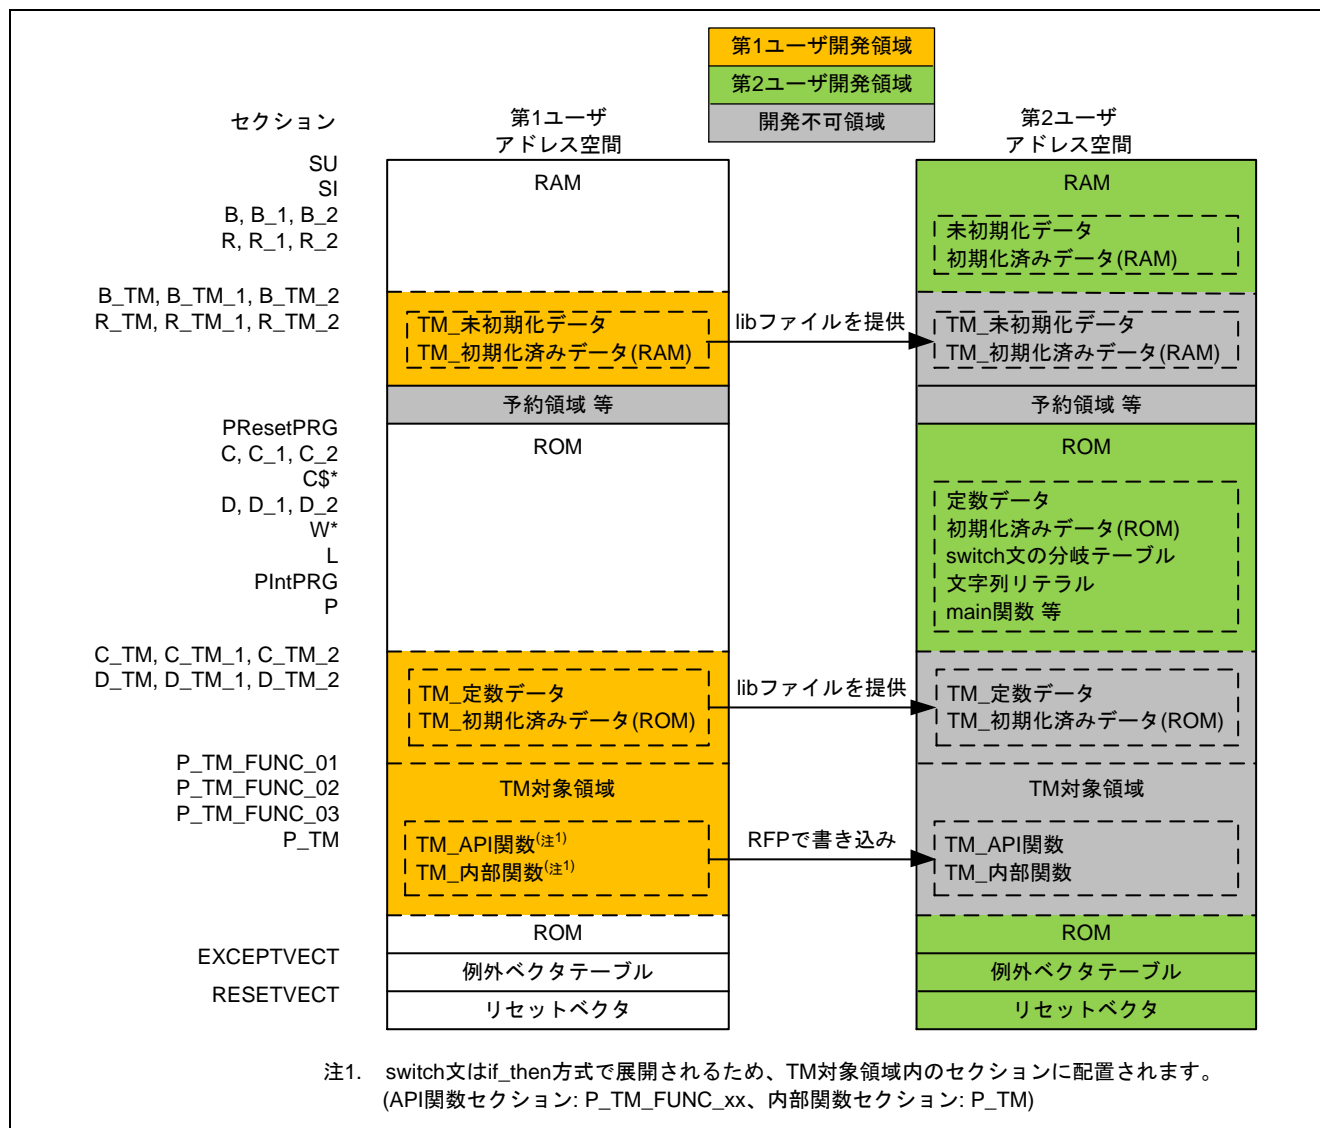 第1ユーザ開発領域
第2ユーザ開発領域
開発不可領域
セクション
第1ユーザ
アドレス空間
第2ユーザ
アドレス空間
SU
SI
B, B_1, B_2
R, R_1, R_2
B_TM, B_TM_1, B_TM_2
R_TM, R_TM_1, R_TM_2
PResetPRG
C, C_1, C_2
C$*
D, D_1, D_2
W*
L
PIntPRG
P
C_TM, C_TM_1, C_TM_2
D_TM, D_TM_1, D_TM_2
P_TM_FUNC_01
P_TM_FUNC_02
P_TM_FUNC_03
P_TM
EXCEPTVECT
RESETVECT
RAM
TM_未初期化データ
TM_初期化済みデータ(RAM)
予約領域 等
ROM
TM_定数データ
TM_初期化済みデータ(ROM)
TM対象領域
TM_API関数(注1)
TM_内部関数(注1)
ROM
例外ベクタテーブル
リセットベクタ
libファイルを提供
libファイルを提供
RFPで書き込み
RAM
未初期化データ
初期化済みデータ(RAM)
TM_未初期化データ
TM_初期化済みデータ(RAM)
予約領域 等
ROM
定数データ
初期化済みデータ(ROM)
switch文の分岐テーブル
文字列リテラル
main関数 等
TM_定数データ
TM_初期化済みデータ(ROM)
TM対象領域
TM_API関数
TM_内部関数
ROM
例外ベクタテーブル
リセットベクタ
注1. switch文はif_then方式で展開されるため、TM対象領域内のセクションに配置されます。
(API関数セクション: P_TM_FUNC_xx、内部関数セクション: P_TM)